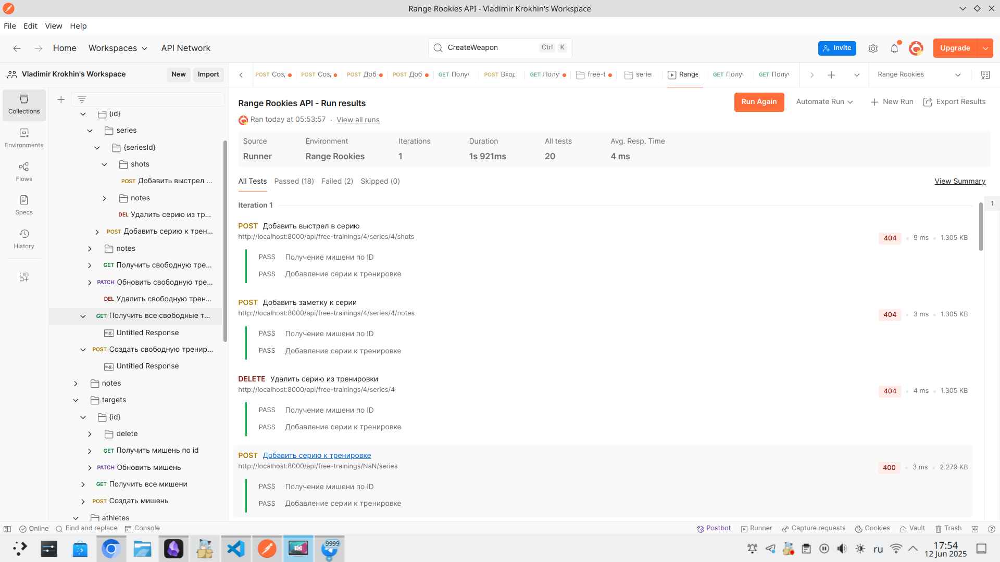 Range Rookies API - Vladimir Krokhin's Workspace
File Edit View Help
Home Workspaces API Network
CreateWeapon Ctrl K
Invite
Upgrade
Vladimir Krokhin's Workspace New Import
POST Соз, POST Соз, POST Доб POST Доб GET Получ POST Вход GET Получ free-t series Range GET Получ GET Получ
Range Rookies
Collections
Environments
Flows
Specs
History
{id}
series
{seriesId}
shots
POST Добавить выстрел ...
notes
DEL Удалить серию из тр...
POST Добавить серию к трен...
notes
GET Получить свободную тре...
PATCH Обновить свободную тре...
DEL Удалить свободную трен...
GET Получить все свободные т...
e.g. Untitled Response
POST Создать свободную тренир...
e.g. Untitled Response
notes
targets
{id}
delete
GET Получить мишень по id
PATCH Обновить мишень
GET Получить все мишени
POST Создать мишень
athletes
Range Rookies API - Run results
Run Again Automate Run New Run Export Results
Ran today at 05:53:57 · View all runs
Source Environment Iterations Duration All tests Avg. Resp. Time
Runner Range Rookies 1 1s 921ms 20 4 ms
All Tests Passed (18) Failed (2) Skipped (0) View Summary
Iteration 1
1
POST Добавить выстрел в серию
http://localhost:8000/api/free-trainings/4/series/4/shots
404 9 ms 1.305 KB
PASS Получение мишени по ID
PASS Добавление серии к тренировке
POST Добавить заметку к серии
http://localhost:8000/api/free-trainings/4/series/4/notes
404 3 ms 1.305 KB
PASS Получение мишени по ID
PASS Добавление серии к тренировке
DELETE Удалить серию из тренировки
http://localhost:8000/api/free-trainings/4/series/4
404 4 ms 1.305 KB
PASS Получение мишени по ID
PASS Добавление серии к тренировке
POST Добавить серию к тренировке
http://localhost:8000/api/free-trainings/NaN/series
400 3 ms 2.279 KB
PASS Получение мишени по ID
PASS Добавление серии к тренировке
Online Find and replace Console
Postbot Runner Capture requests Cookies Vault Trash
9999
ru
17:54
12 Jun 2025